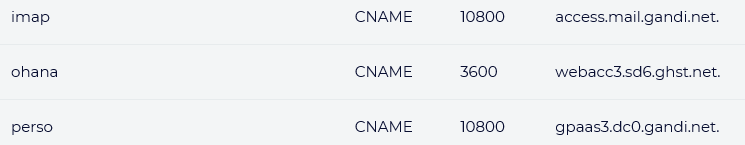 imap CNAME 10800 access.mail.gandi.net.
ohana CNAME 3600 webacc3.sd6.ghst.net.
perso CNAME 10800 gpaas3.dc0.gandi.net.